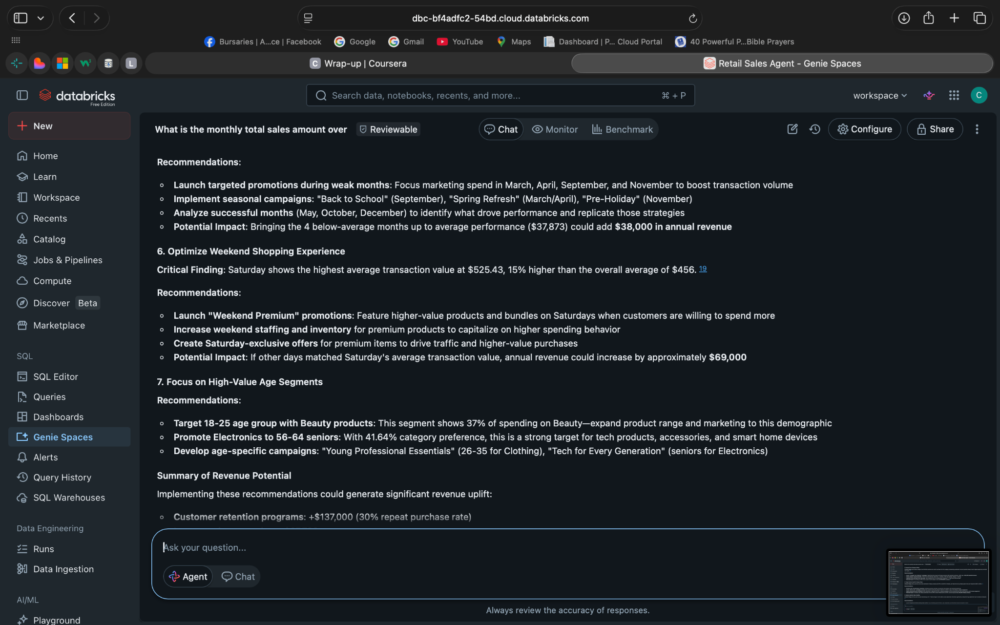 dbc-bf4adfc2-54bd.cloud.databricks.com
Bursaries | A...ce | Facebook
Google
Gmail
YouTube
Maps
Dashboard | P... Cloud Portal
40 Powerful P...Bible Prayers
L
C Wrap-up | Coursera
Retail Sales Agent - Genie Spaces
databricks
Free Edition
Search data, notebooks, recents, and more...
⌘ + P
workspace
C
New
Home
Learn
Workspace
Recents
Catalog
Jobs & Pipelines
Compute
Discover Beta
Marketplace
SQL
SQL Editor
Queries
Dashboards
Genie Spaces
Alerts
Query History
SQL Warehouses
Data Engineering
Runs
Data Ingestion
AI/ML
Playground
What is the monthly total sales amount over
Reviewable
Chat
Monitor
Benchmark
Configure
Share
Recommendations:
Launch targeted promotions during weak months: Focus marketing spend in March, April, September, and November to boost transaction volume
Implement seasonal campaigns: "Back to School" (September), "Spring Refresh" (March/April), "Pre-Holiday" (November)
Analyze successful months (May, October, December) to identify what drove performance and replicate those strategies
Potential Impact: Bringing the 4 below-average months up to average performance ($37,873) could add $38,000 in annual revenue
6. Optimize Weekend Shopping Experience
Critical Finding: Saturday shows the highest average transaction value at $525.43, 15% higher than the overall average of $456. 19
Recommendations:
Launch "Weekend Premium" promotions: Feature higher-value products and bundles on Saturdays when customers are willing to spend more
Increase weekend staffing and inventory for premium products to capitalize on higher spending behavior
Create Saturday-exclusive offers for premium items to drive traffic and higher-value purchases
Potential Impact: If other days matched Saturday's average transaction value, annual revenue could increase by approximately $69,000
7. Focus on High-Value Age Segments
Recommendations:
Target 18-25 age group with Beauty products: This segment shows 37% of spending on Beauty—expand product range and marketing to this demographic
Promote Electronics to 56-64 seniors: With 41.64% category preference, this is a strong target for tech products, accessories, and smart home devices
Develop age-specific campaigns: "Young Professional Essentials" (26-35 for Clothing), "Tech for Every Generation" (seniors for Electronics)
Summary of Revenue Potential
Implementing these recommendations could generate significant revenue uplift:
Customer retention programs: +$137,000 (30% repeat purchase rate)
Ask your question...
Agent
Chat
Always review the accuracy of responses.